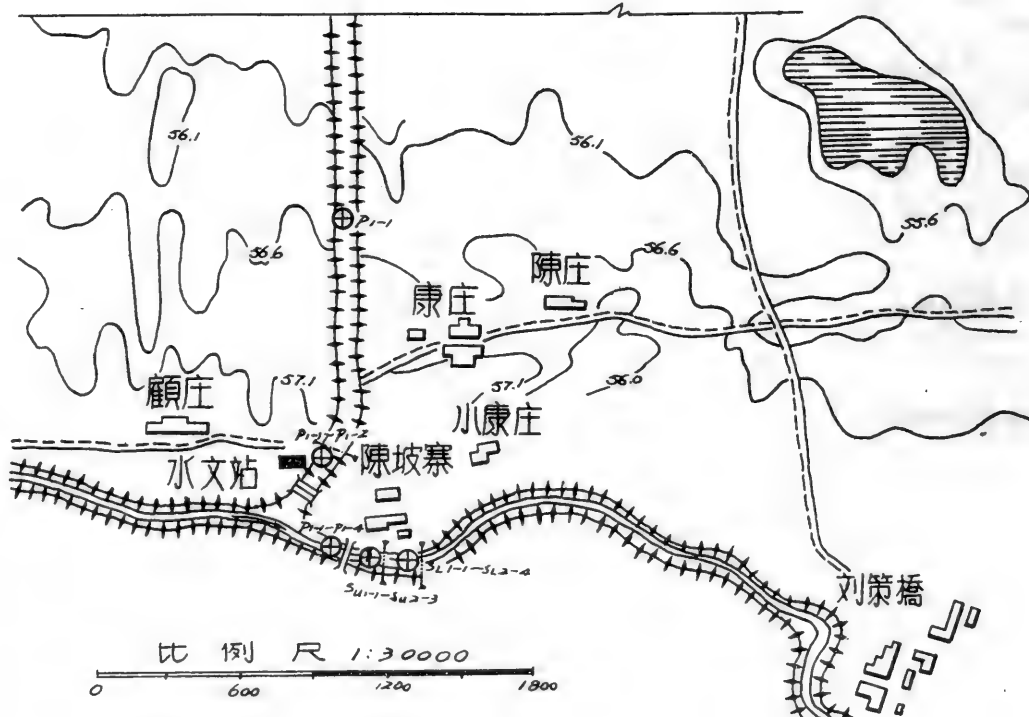 56.1
56.1
P1-1
55.6
56.6
56.6
陳庄
康庄
57.1
57.1
56.0
顧庄
小康庄
P1-1-P1-2
水文站
陳坡寨
P1-1-P1-4
SL1-1-SL2-4
Su1-1-Su2-3
刘策橋
比例尺 1:30000
0 600 1200 1800